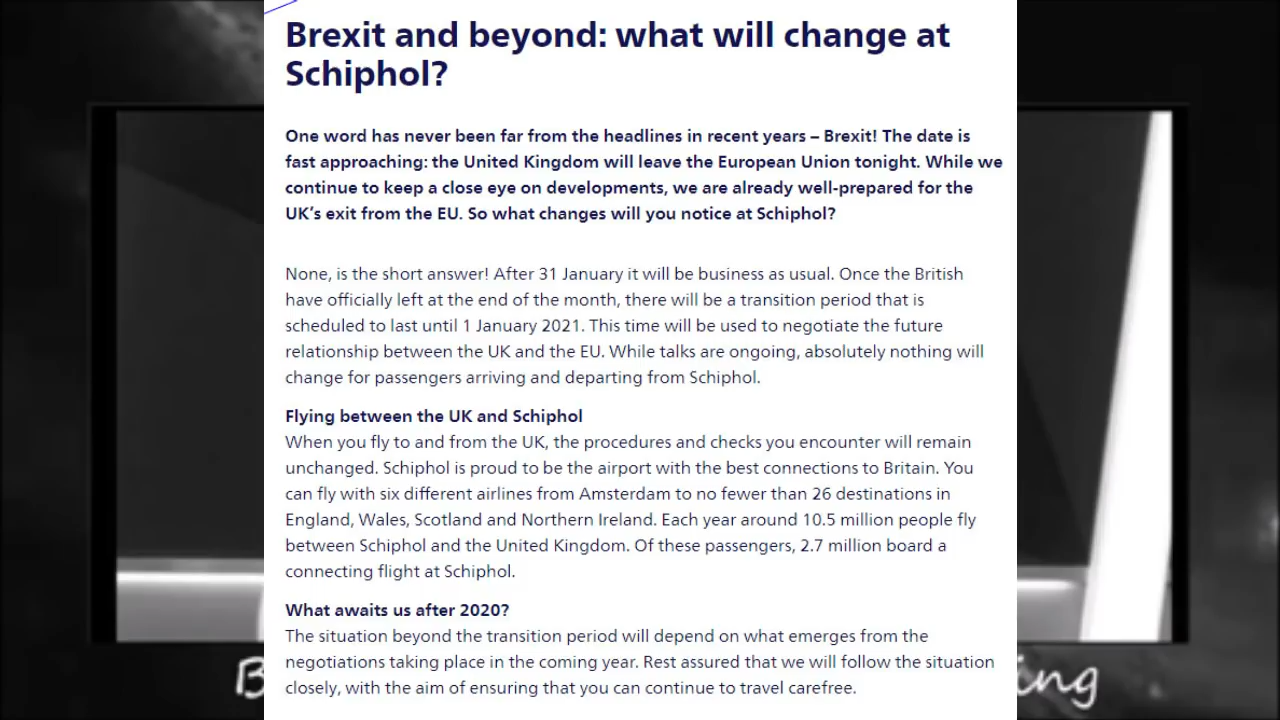 Brexit and beyond: what will change at
Schiphol?
One word has never been far from the headlines in recent years – Brexit! The date is
fast approaching: the United Kingdom will leave the European Union tonight. While we
continue to keep a close eye on developments, we are already well-prepared for the
UK’s exit from the EU. So what changes will you notice at Schiphol?
None, is the short answer! After 31 January it will be business as usual. Once the British
have officially left at the end of the month, there will be a transition period that is
scheduled to last until 1 January 2021. This time will be used to negotiate the future
relationship between the UK and the EU. While talks are ongoing, absolutely nothing will
change for passengers arriving and departing from Schiphol.
Flying between the UK and Schiphol
When you fly to and from the UK, the procedures and checks you encounter will remain
unchanged. Schiphol is proud to be the airport with the best connections to Britain. You
can fly with six different airlines from Amsterdam to no fewer than 26 destinations in
England, Wales, Scotland and Northern Ireland. Each year around 10.5 million people fly
between Schiphol and the United Kingdom. Of these passengers, 2.7 million board a
connecting flight at Schiphol.
What awaits us after 2020?
The situation beyond the transition period will depend on what emerges from the
negotiations taking place in the coming year. Rest assured that we will follow the situation
closely, with the aim of ensuring that you can continue to travel carefree.